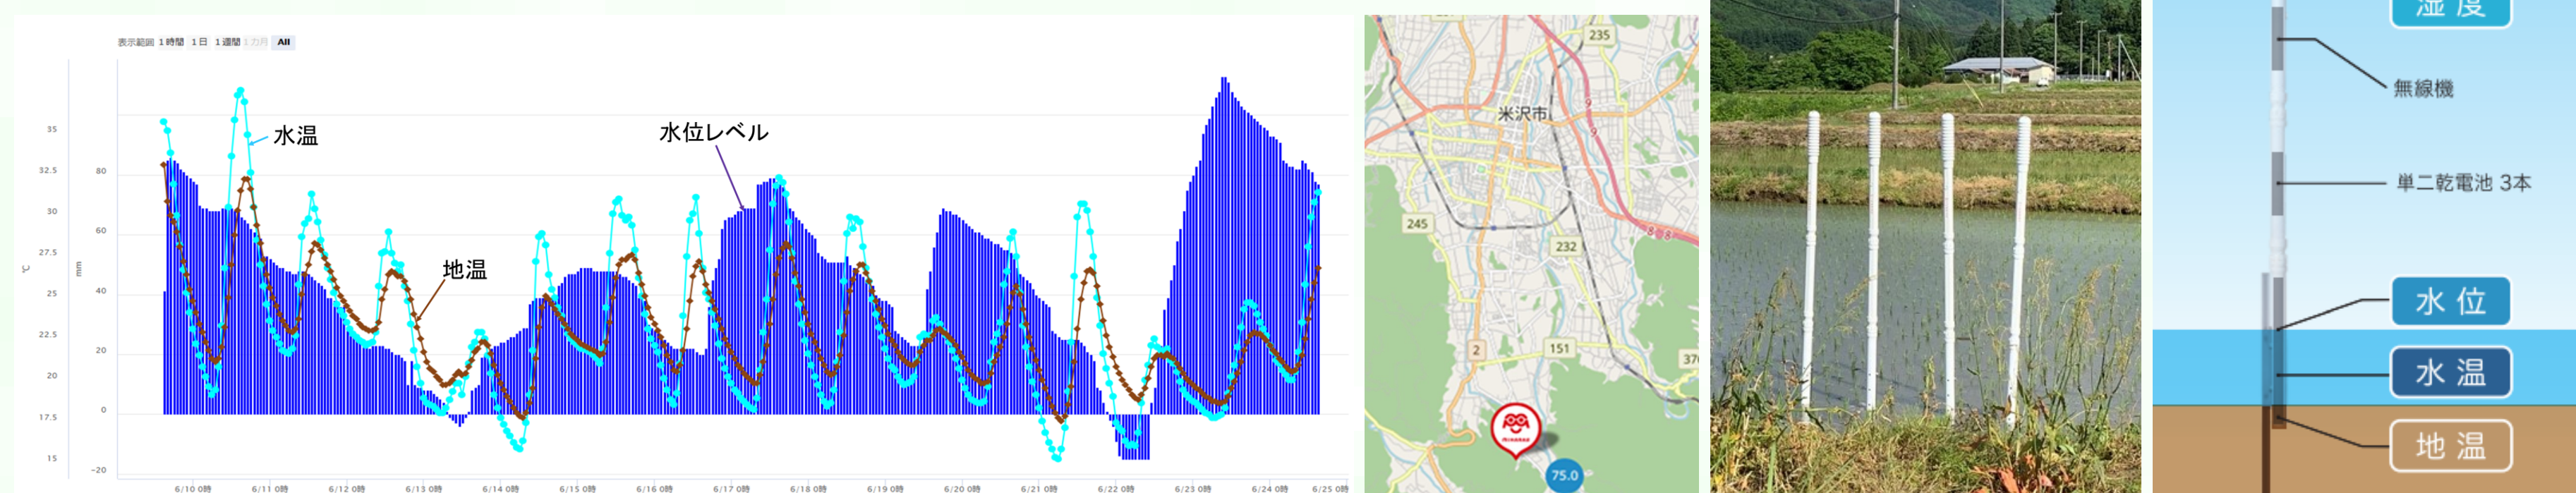 表示範囲 1時間 1日 1週間 1カ月 All
水温
水位レベル
地温
℃
35
32.5
30
27.5
25
22.5
20
17.5
15
mm
80
60
40
20
0
-20
6/10 0時
6/11 0時
6/12 0時
6/13 0時
6/14 0時
6/15 0時
6/16 0時
6/17 0時
6/18 0時
6/19 0時
6/20 0時
6/21 0時
6/22 0時
6/23 0時
6/24 0時
6/25 0時
235
米沢市
9
9
245
232
808
2
151
37
75.0
湿度
無線機
単二乾電池 3本
水位
水温
地温